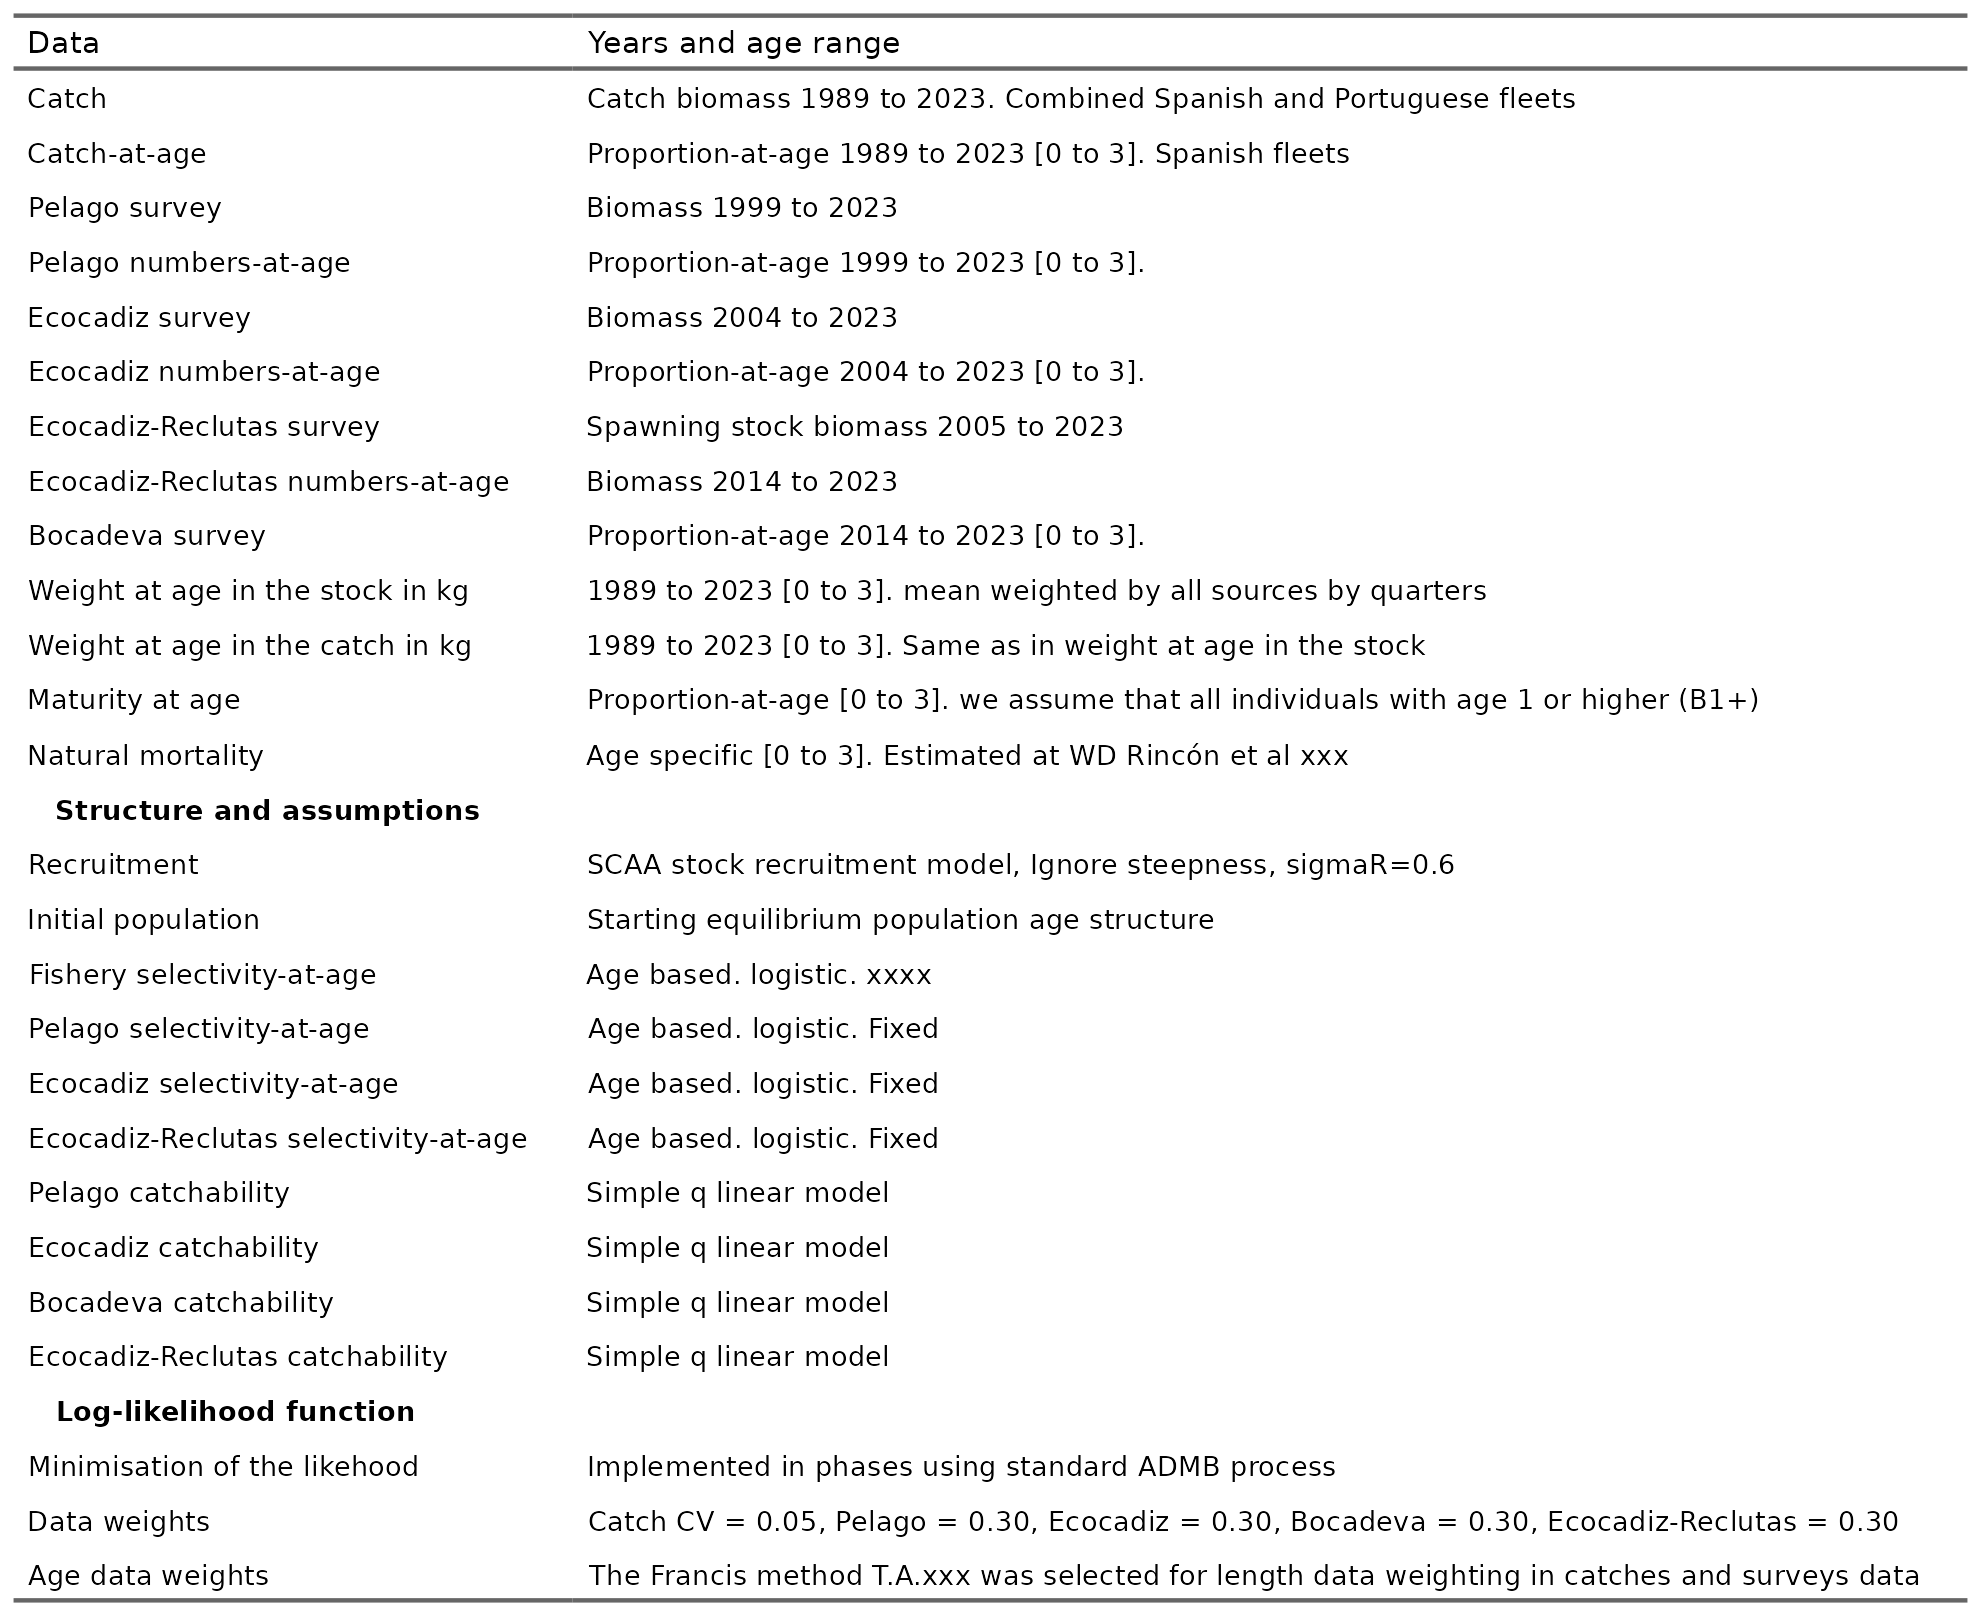 Data Years and age range
Catch Catch biomass 1989 to 2023. Combined Spanish and Portuguese fleets
Catch-at-age Proportion-at-age 1989 to 2023 [0 to 3]. Spanish fleets
Pelago survey Biomass 1999 to 2023
Pelago numbers-at-age Proportion-at-age 1999 to 2023 [0 to 3].
Ecocadiz survey Biomass 2004 to 2023
Ecocadiz numbers-at-age Proportion-at-age 2004 to 2023 [0 to 3].
Ecocadiz-Reclutas survey Spawning stock biomass 2005 to 2023
Ecocadiz-Reclutas numbers-at-age Biomass 2014 to 2023
Bocadeva survey Proportion-at-age 2014 to 2023 [0 to 3].
Weight at age in the stock in kg 1989 to 2023 [0 to 3]. mean weighted by all sources by quarters
Weight at age in the catch in kg 1989 to 2023 [0 to 3]. Same as in weight at age in the stock
Maturity at age Proportion-at-age [0 to 3]. we assume that all individuals with age 1 or higher (B1+)
Natural mortality Age specific [0 to 3]. Estimated at WD Rincón et al xxx
Structure and assumptions
Recruitment SCAA stock recruitment model, Ignore steepness, sigmaR=0.6
Initial population Starting equilibrium population age structure
Fishery selectivity-at-age Age based. logistic. xxxx
Pelago selectivity-at-age Age based. logistic. Fixed
Ecocadiz selectivity-at-age Age based. logistic. Fixed
Ecocadiz-Reclutas selectivity-at-age Age based. logistic. Fixed
Pelago catchability Simple q linear model
Ecocadiz catchability Simple q linear model
Bocadeva catchability Simple q linear model
Ecocadiz-Reclutas catchability Simple q linear model
Log-likelihood function
Minimisation of the likehood Implemented in phases using standard ADMB process
Data weights Catch CV = 0.05, Pelago = 0.30, Ecocadiz = 0.30, Bocadeva = 0.30, Ecocadiz-Reclutas = 0.30
Age data weights The Francis method T.A.xxx was selected for length data weighting in catches and surveys data